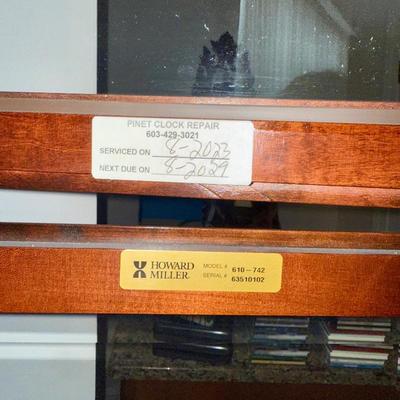 PINET CLOCK REPAIR
603-429-3021
SERVICED ON 8-2023
NEXT DUE ON 8-2029
HOWARD MILLER
MODEL # 610-742
SERIAL # 63510102